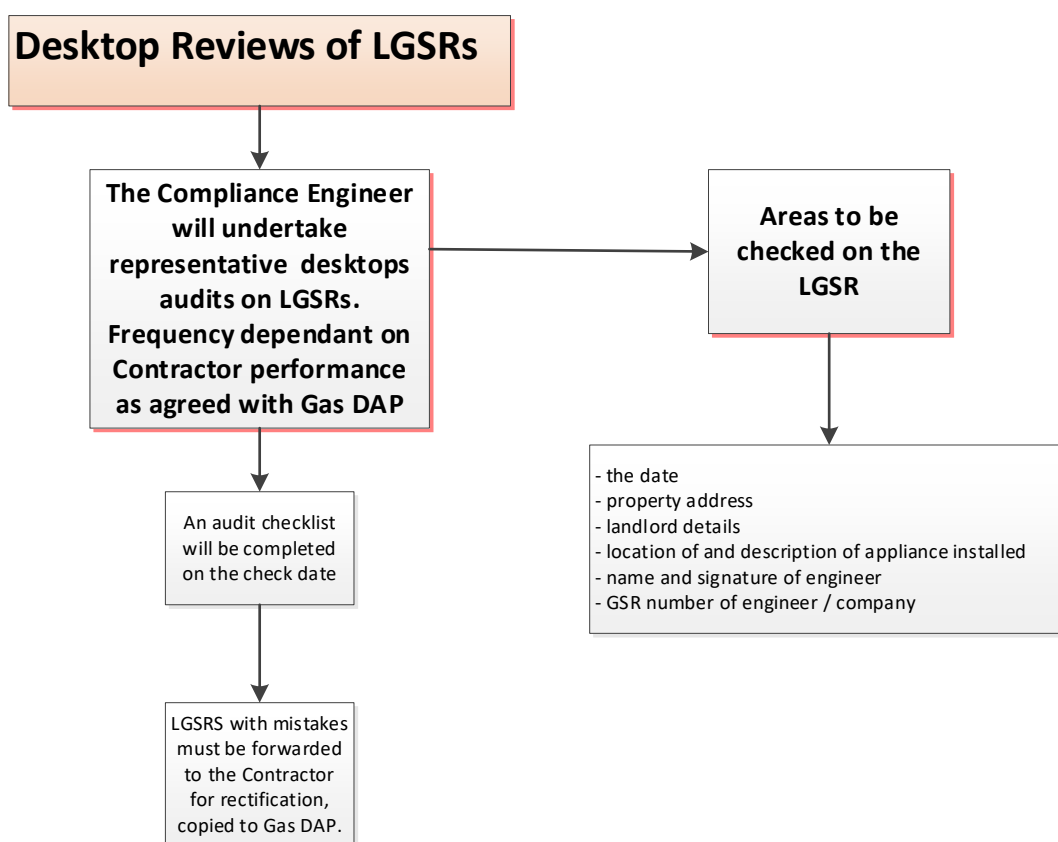 Desktop Reviews of LGSRs
The Compliance Engineer
will undertake
representative desktops
audits on LGSRs.
Frequency dependant on
Contractor performance
as agreed with Gas DAP
Areas to be
checked on the
LGSR
An audit checklist
will be completed
on the check date
- the date
- property address
- landlord details
- location of and description of appliance installed
- name and signature of engineer
- GSR number of engineer / company
LGSRS with mistakes
must be forwarded
to the Contractor
for rectification,
copied to Gas DAP.